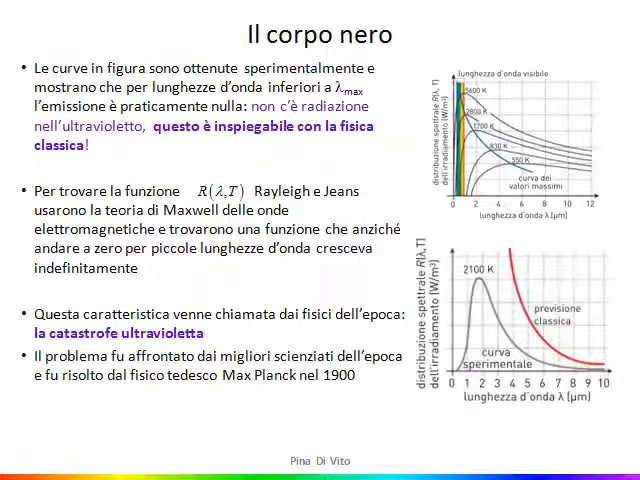 Il corpo nero
• Le curve in figura sono ottenute sperimentalmente e
mostrano che per lunghezze d'onda inferiori a λmax
l'emissione è praticamente nulla: non c'è radiazione
nell'ultravioletto, questo è inspiegabile con la fisica
classica!
• Per trovare la funzione R(λ,T) Rayleigh e Jeans
usarono la teoria di Maxwell delle onde
elettromagnetiche e trovarono una funzione che anziché
andare a zero per piccole lunghezze d'onda cresceva
indefinitamente
• Questa caratteristica venne chiamata dai fisici dell'epoca:
la catastrofe ultravioletta
• Il problema fu affrontato dai migliori scienziati dell'epoca
e fu risolto dal fisico tedesco Max Planck nel 1900
lunghezza d'onda visibile
distribuzione spettrale R(λ,T)
dell'irradiamento [W/m³]
5600 K
2800 K
1700 K
830 K
550 K
curva dei
valori massimi
0 2 4 6 8 10 12
lunghezza d'onda λ [μm]
distribuzione spettrale R(λ,T)
dell'irradiamento [W/m³]
2100 K
previsione
classica
curva
sperimentale
0 1 2 3 4 5 6 7 8 9 10
lunghezza d'onda λ [μm]
Pina Di Vito